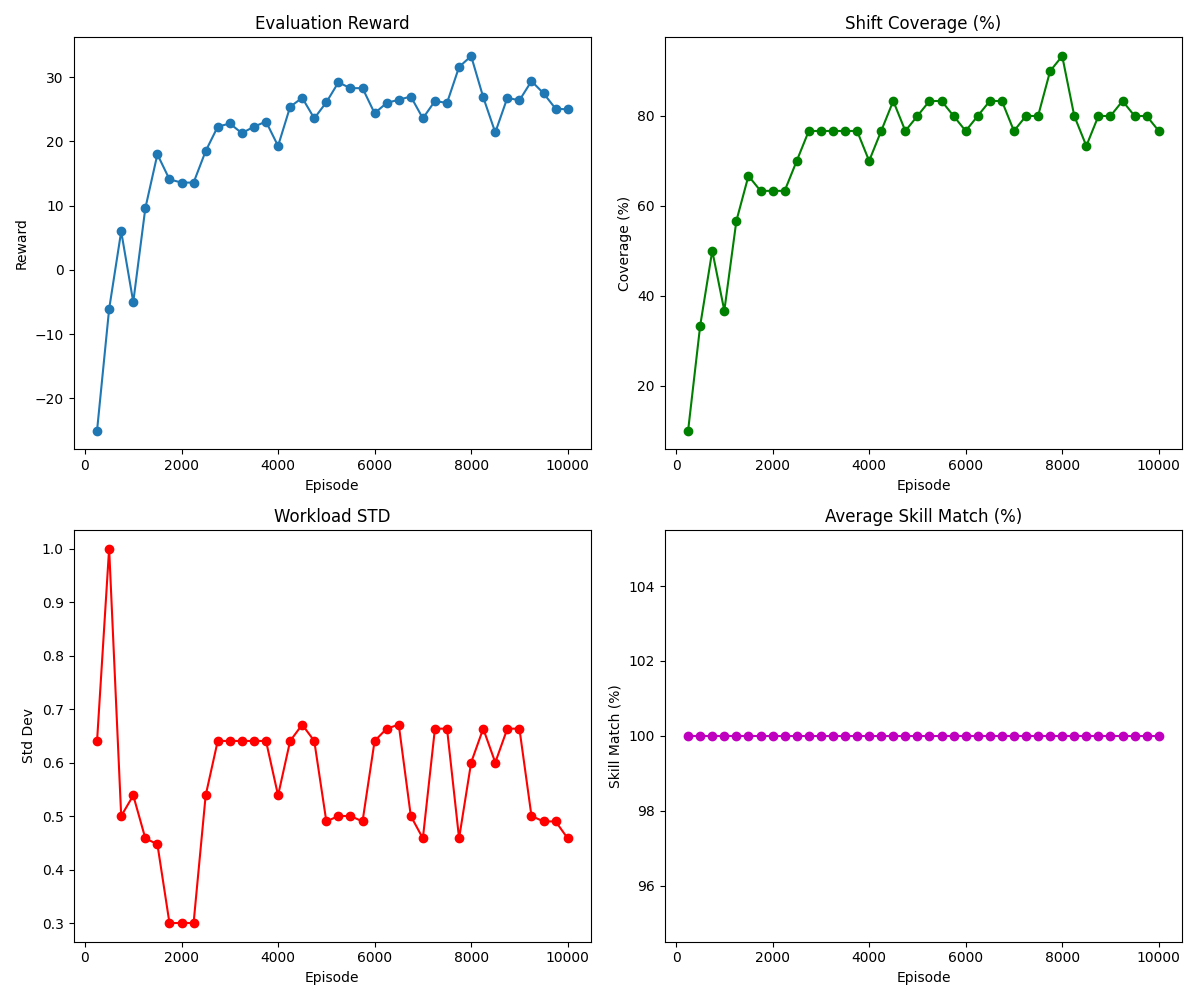 Evaluation Reward
Reward
30
20
10
0
−10
−20
0 2000 4000 6000 8000 10000
Episode
Shift Coverage (%)
Coverage (%)
80
60
40
20
0 2000 4000 6000 8000 10000
Episode
Workload STD
Std Dev
1.0
0.9
0.8
0.7
0.6
0.5
0.4
0.3
0 2000 4000 6000 8000 10000
Episode
Average Skill Match (%)
Skill Match (%)
104
102
100
98
96
0 2000 4000 6000 8000 10000
Episode